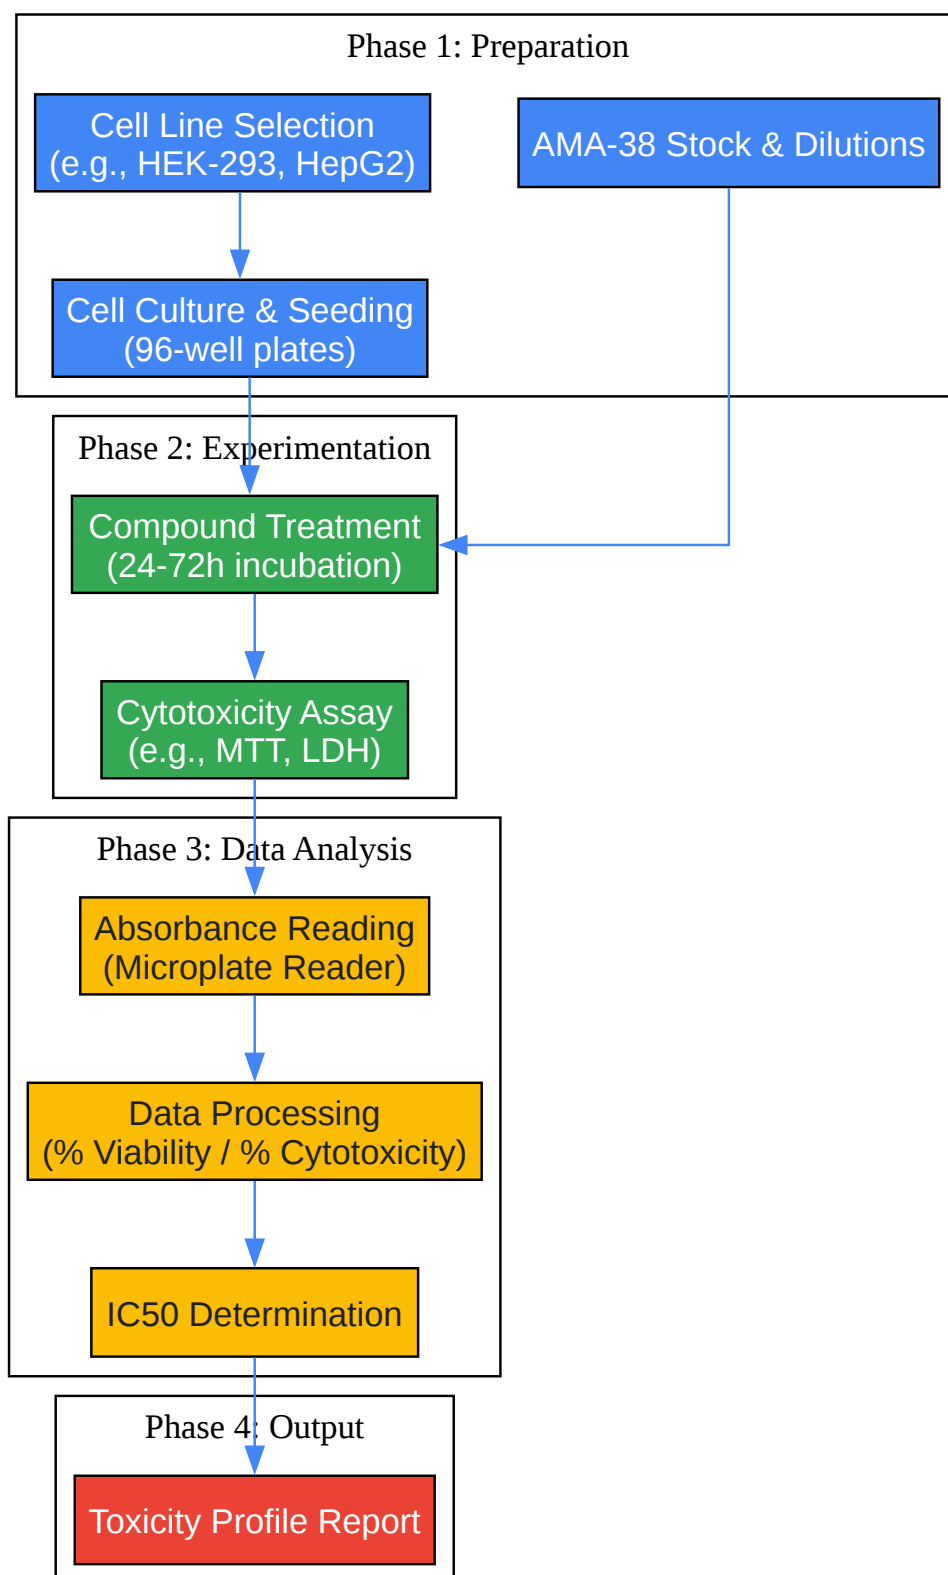 Phase 1: Preparation
Cell Line Selection
(e.g., HEK-293, HepG2)
AMA-38 Stock & Dilutions
Cell Culture & Seeding
(96-well plates)
Phase 2: Experimentation
Compound Treatment
(24-72h incubation)
Cytotoxicity Assay
(e.g., MTT, LDH)
Phase 3: Data Analysis
Absorbance Reading
(Microplate Reader)
Data Processing
(% Viability / % Cytotoxicity)
IC50 Determination
Phase 4: Output
Toxicity Profile Report